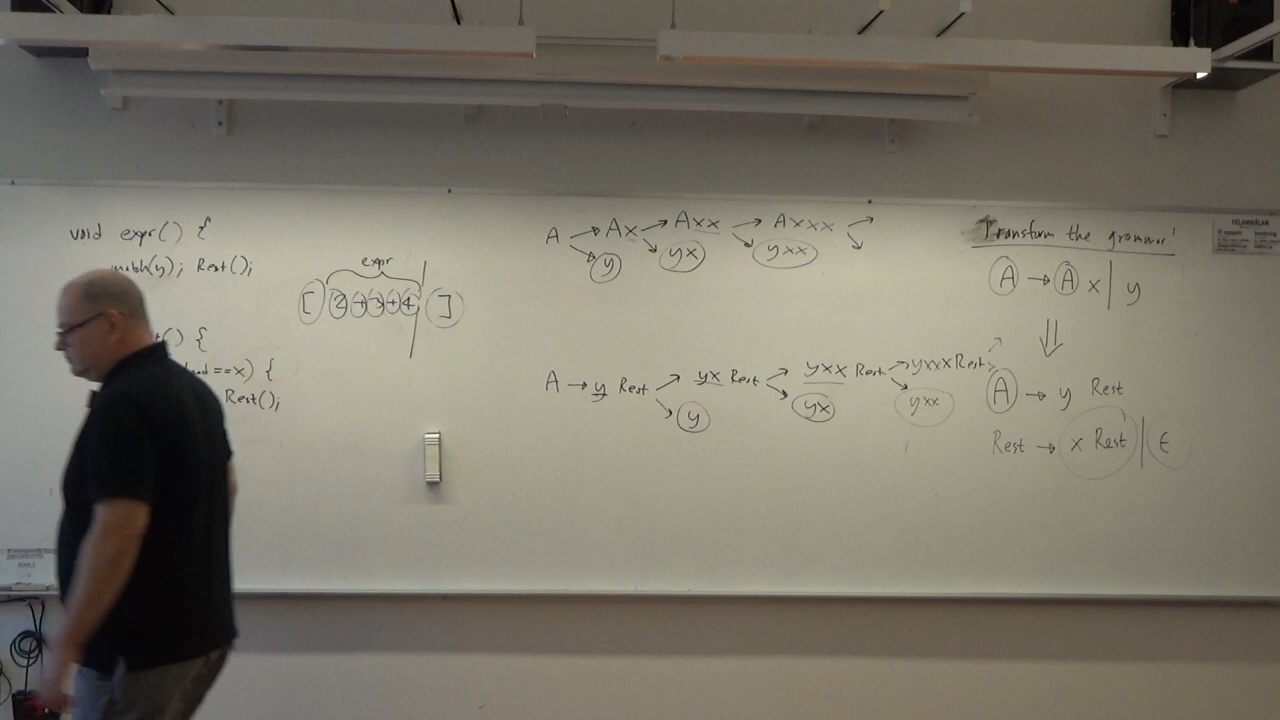 void expr() {
match(y); Rest();
() {
==x) {
Rest();
expr
[ 2 + 3 + 4 ]
A → Ax → Axx → Axxx →
y yx yxx
A → y Rest → yx Rest → yxx Rest → yxxx Rest
y yx yxx
Transform the grammar!
A → A x | y
⇓
A → y Rest
Rest → x Rest | ε
FELANMÄLAN